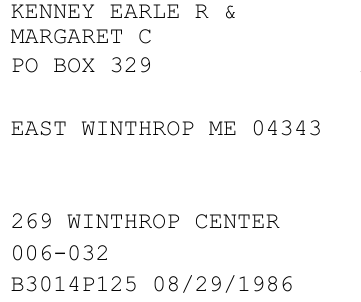 KENNEY EARLE R &
MARGARET C
PO BOX 329
EAST WINTHROP ME 04343
269 WINTHROP CENTER
006-032
B3014P125 08/29/1986